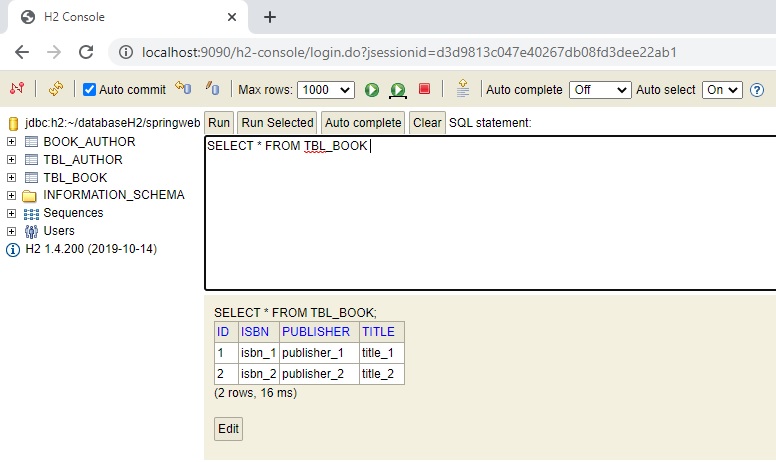 H2 Console
localhost:9090/h2-console/login.do?jsessionid=d3d9813c047e40267db08fd3dee22ab1
Auto commit Max rows: 1000 Auto complete Off Auto select On ?
jdbc:h2:~/databaseH2/springweb
BOOK_AUTHOR
TBL_AUTHOR
TBL_BOOK
INFORMATION_SCHEMA
Sequences
Users
H2 1.4.200 (2019-10-14)
Run Run Selected Auto complete Clear SQL statement:
SELECT * FROM TBL_BOOK
SELECT * FROM TBL_BOOK;
ID ISBN PUBLISHER TITLE
1 isbn_1 publisher_1 title_1
2 isbn_2 publisher_2 title_2
(2 rows, 16 ms)
Edit